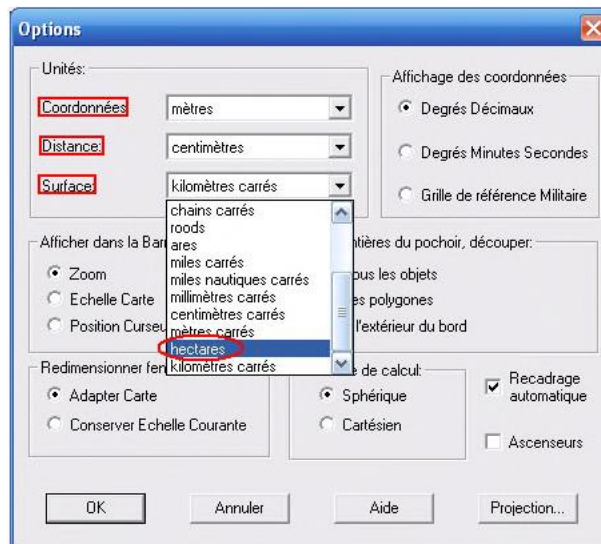 Options
Unités:
Coordonnées
mètres
Distance:
centimètres
Surface:
kilomètres carrés
chains carrés
roods
ares
miles carrés
miles nautiques carrés
millimètres carrés
centimètres carrés
mètres carrés
hectares
kilomètres carrés
Affichage des coordonnées
Degrés Décimaux
Degrés Minutes Secondes
Grille de référence Militaire
Afficher dans la Barr
Zoom
Echelle Carte
Position Curseu
ntières du pochoir, découper:
ous les objets
es polygones
l'extérieur du bord
Redimensionner fen
Adapter Carte
Conserver Echelle Courante
e de calcul:
Sphérique
Cartésien
Recadrage
automatique
Ascenseurs
OK
Annuler
Aide
Projection...